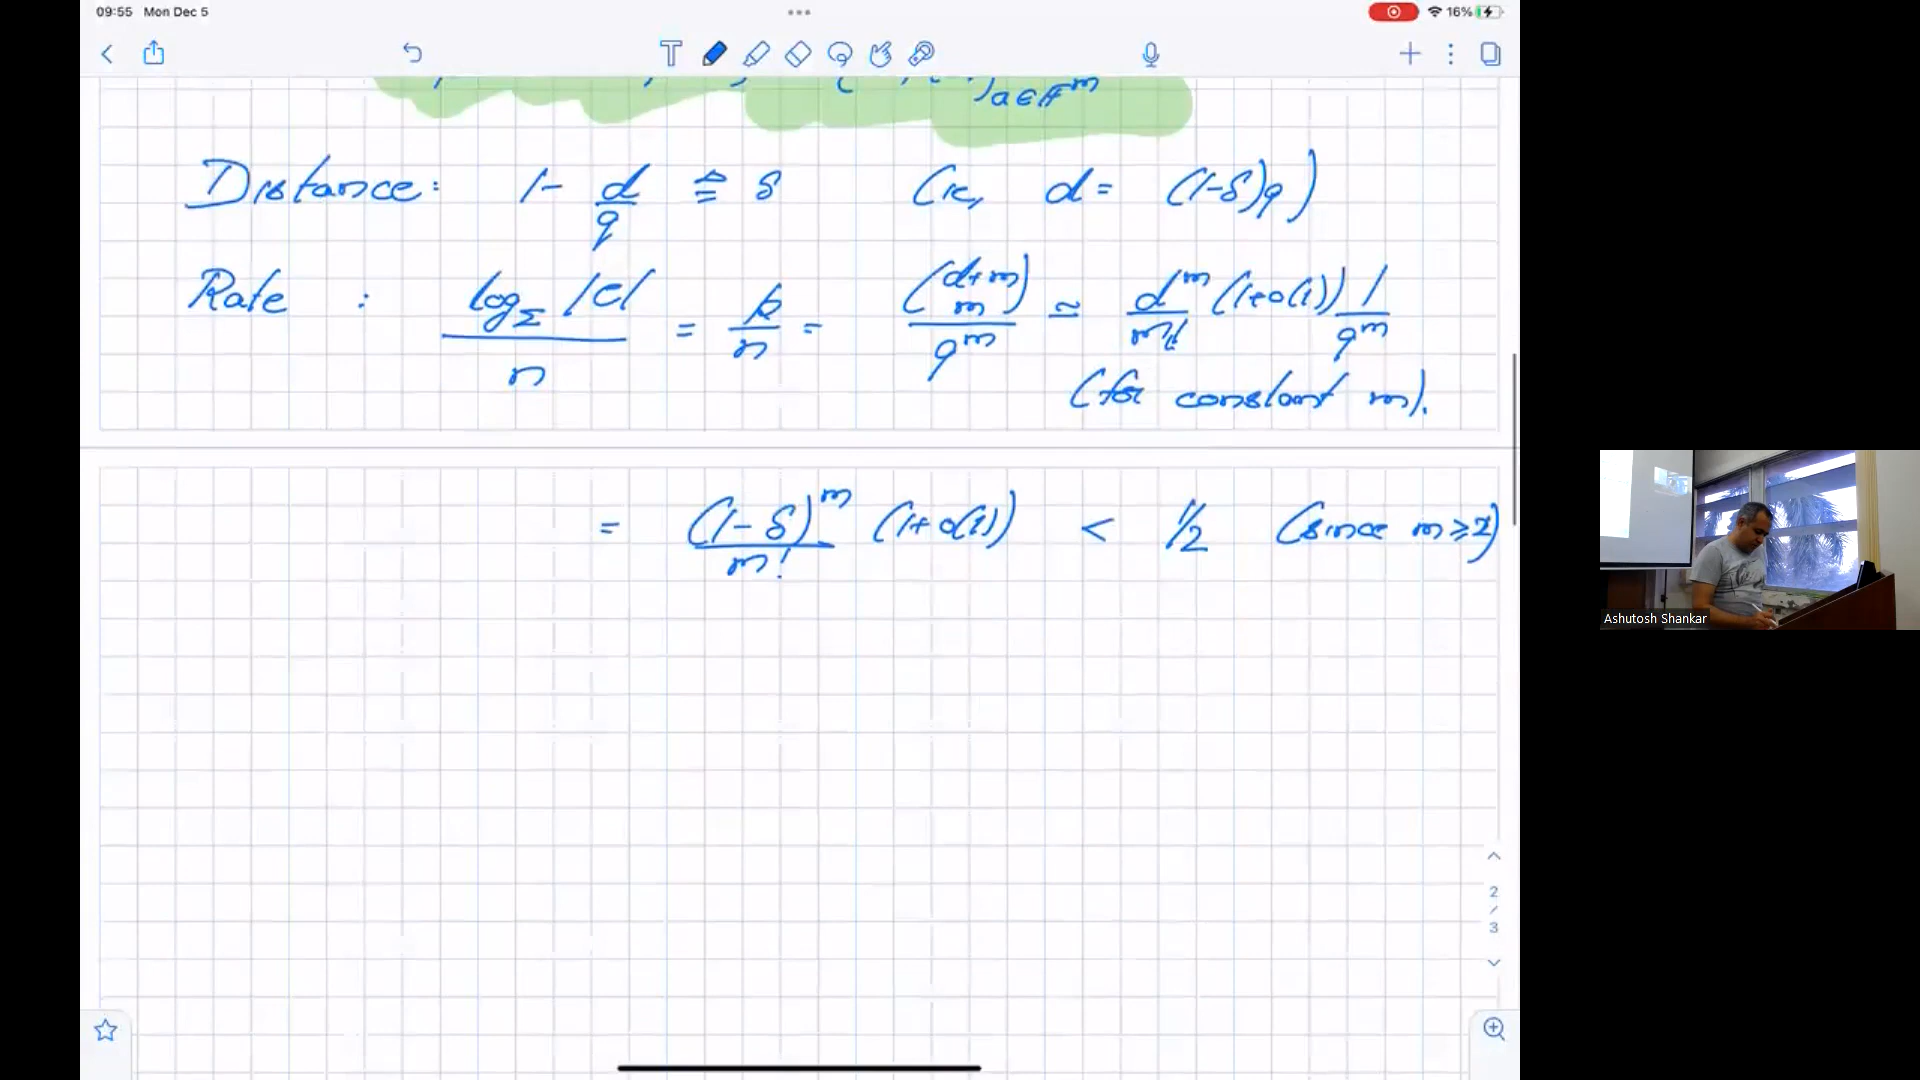 09:55 Mon Dec 5
16%
T
)a∈𝔽^m
Distance: 1 - d/q ≜ δ (ie, d = (1-δ)q)
Rate : log_Σ |C| / n = k/n = (d+m choose m) / q^m ≃ d^m/m! (1+o(1)) 1/q^m
(for constant m).
= (1-δ)^m / m! (1+o(1)) < 1/2 (since m ≥ 2)
2
/
3
Ashutosh Shankar